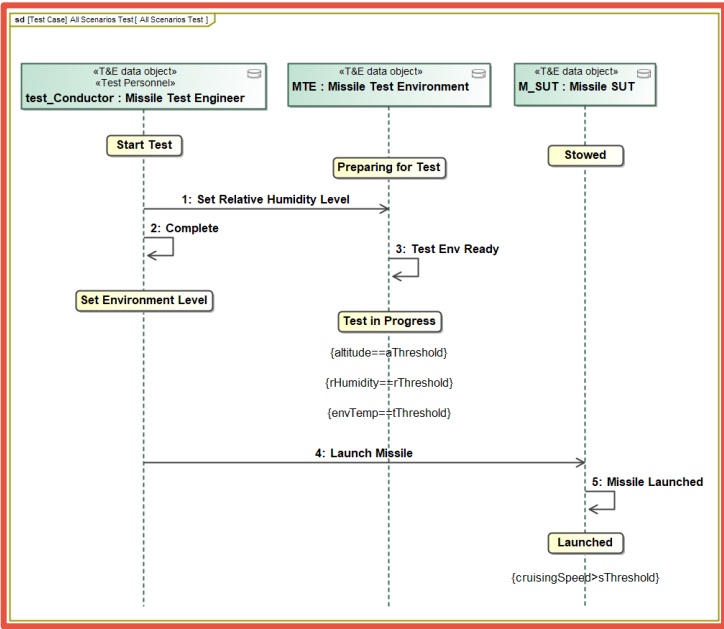 sd [Test Case] All Scenarios Test[ All Scenarios Test ]
«T&E data object»
«Test Personnel»
test_Conductor : Missile Test Engineer
«T&E data object»
MTE : Missile Test Environment
«T&E data object»
M_SUT : Missile SUT
Start Test
Stowed
Preparing for Test
1: Set Relative Humidity Level
2: Complete
3: Test Env Ready
Set Environment Level
Test in Progress
{altitude==aThreshold}
{rHumidity==rThreshold}
{envTemp==tThreshold}
4: Launch Missile
5: Missile Launched
Launched
{cruisingSpeed>sThreshold}